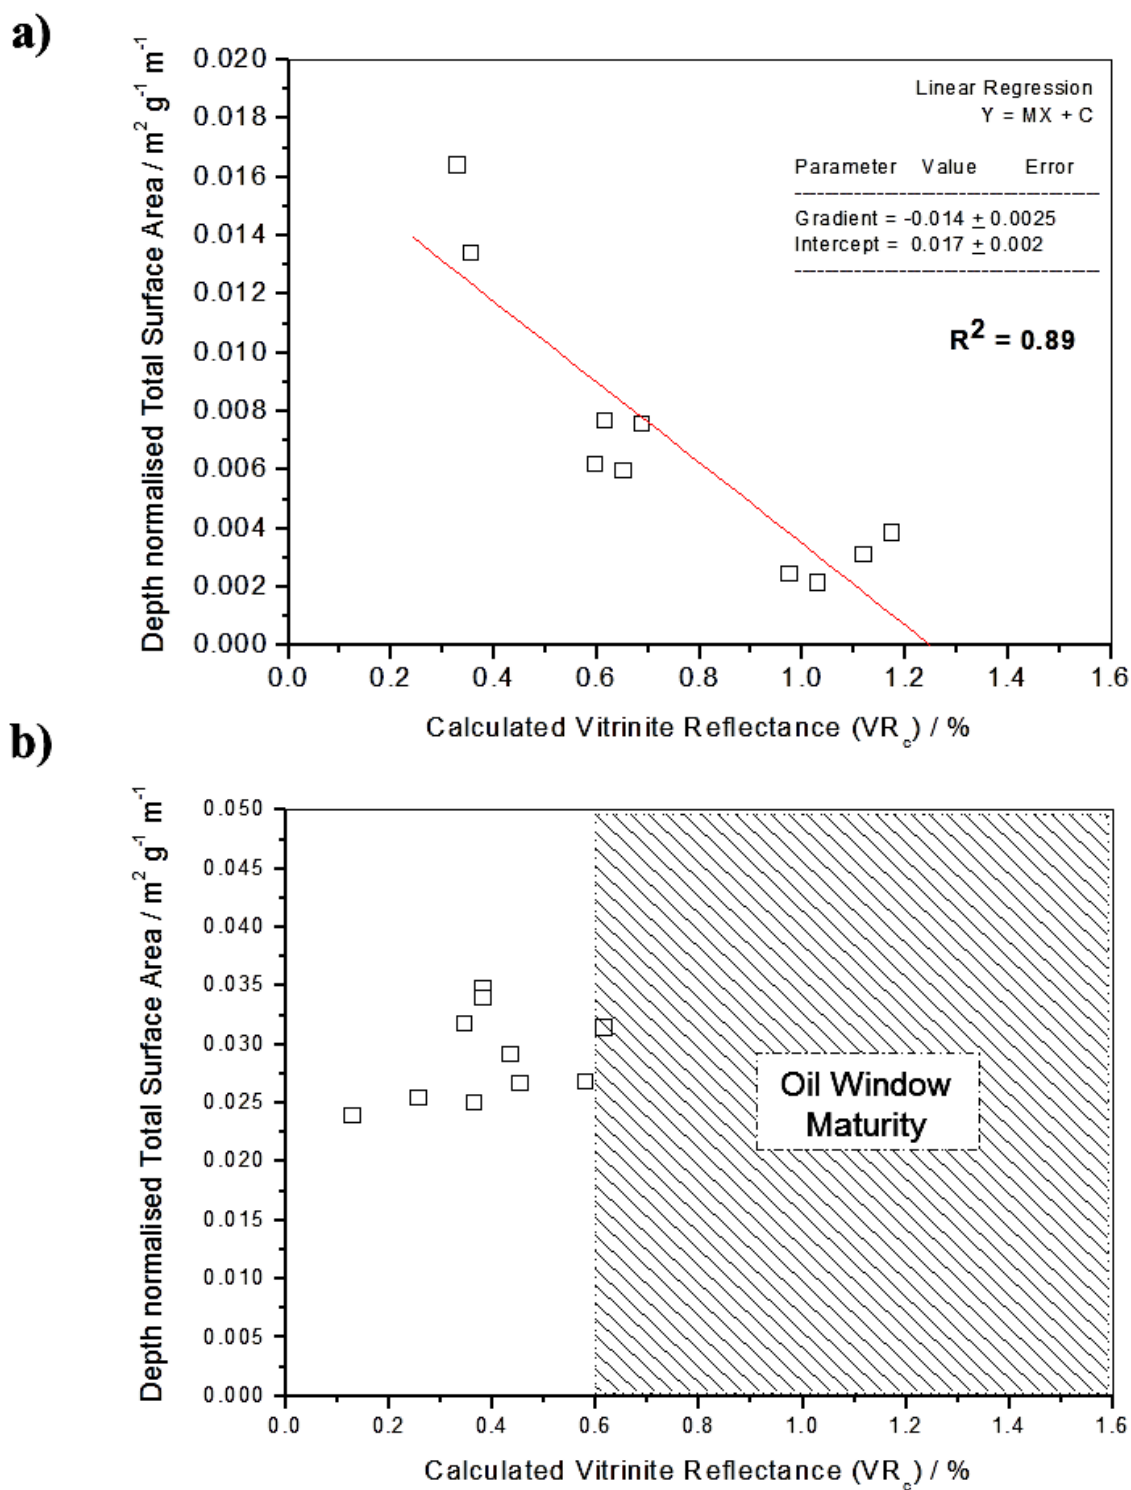 a)
Depth normalised Total Surface Area / m² g⁻¹ m⁻¹
0.020
0.018
0.016
0.014
0.012
0.010
0.008
0.006
0.004
0.002
0.000
Linear Regression
Y = MX + C
Parameter Value Error
Gradient = -0.014 ± 0.0025
Intercept = 0.017 ± 0.002
R² = 0.89
0.0 0.2 0.4 0.6 0.8 1.0 1.2 1.4 1.6
Calculated Vitrinite Reflectance (VR꜀) / %
b)
Depth normalised Total Surface Area / m² g⁻¹ m⁻¹
0.050
0.045
0.040
0.035
0.030
0.025
0.020
0.015
0.010
0.005
0.000
Oil Window
Maturity
0.0 0.2 0.4 0.6 0.8 1.0 1.2 1.4 1.6
Calculated Vitrinite Reflectance (VR꜀) / %